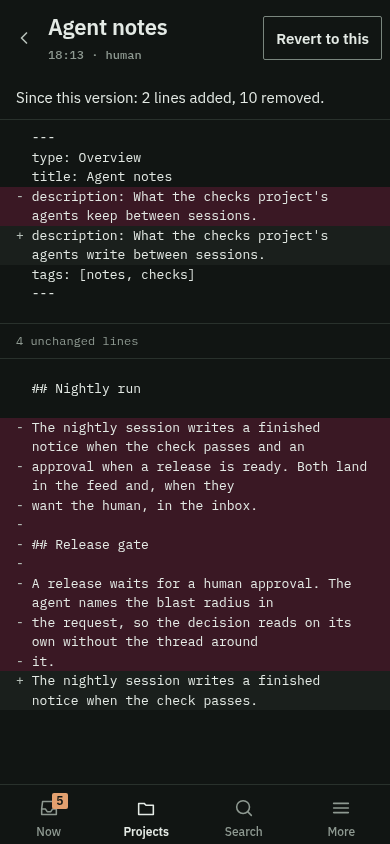 Agent notes
18:13 · human
Revert to this
Since this version: 2 lines added, 10 removed.
---
type: Overview
title: Agent notes
- description: What the checks project's
agents keep between sessions.
+ description: What the checks project's
agents write between sessions.
tags: [notes, checks]
---
4 unchanged lines
## Nightly run
- The nightly session writes a finished
notice when the check passes and an
- approval when a release is ready. Both land
in the feed and, when they
- want the human, in the inbox.
-
- ## Release gate
-
- A release waits for a human approval. The
agent names the blast radius in
- the request, so the decision reads on its
own without the thread around
- it.
+ The nightly session writes a finished
notice when the check passes.
5
Now
Projects
Search
More